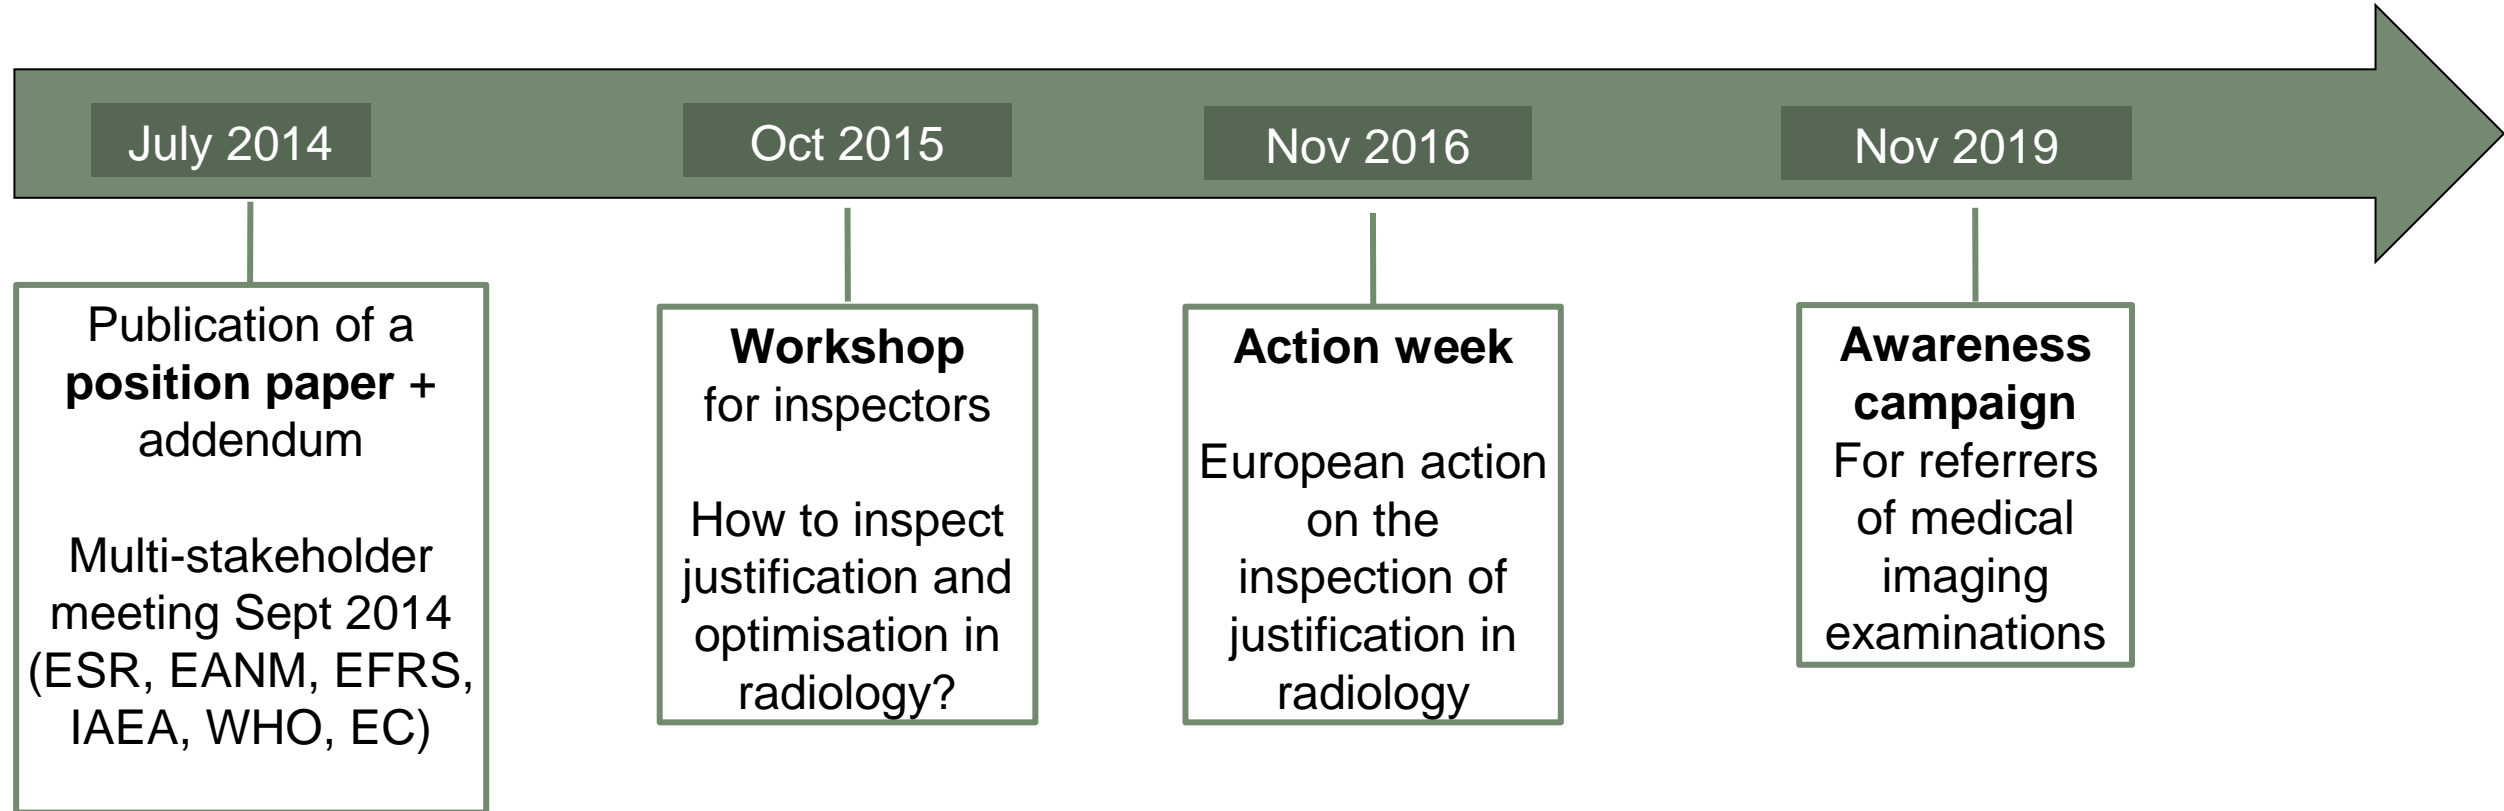 July 2014
Oct 2015
Nov 2016
Nov 2019
Publication of a
position paper +
addendum
Multi-stakeholder
meeting Sept 2014
(ESR, EANM, EFRS,
IAEA, WHO, EC)
Workshop
for inspectors
How to inspect
justification and
optimisation in
radiology?
Action week
European action
on the
inspection of
justification in
radiology
Awareness
campaign
For referrers
of medical
imaging
examinations